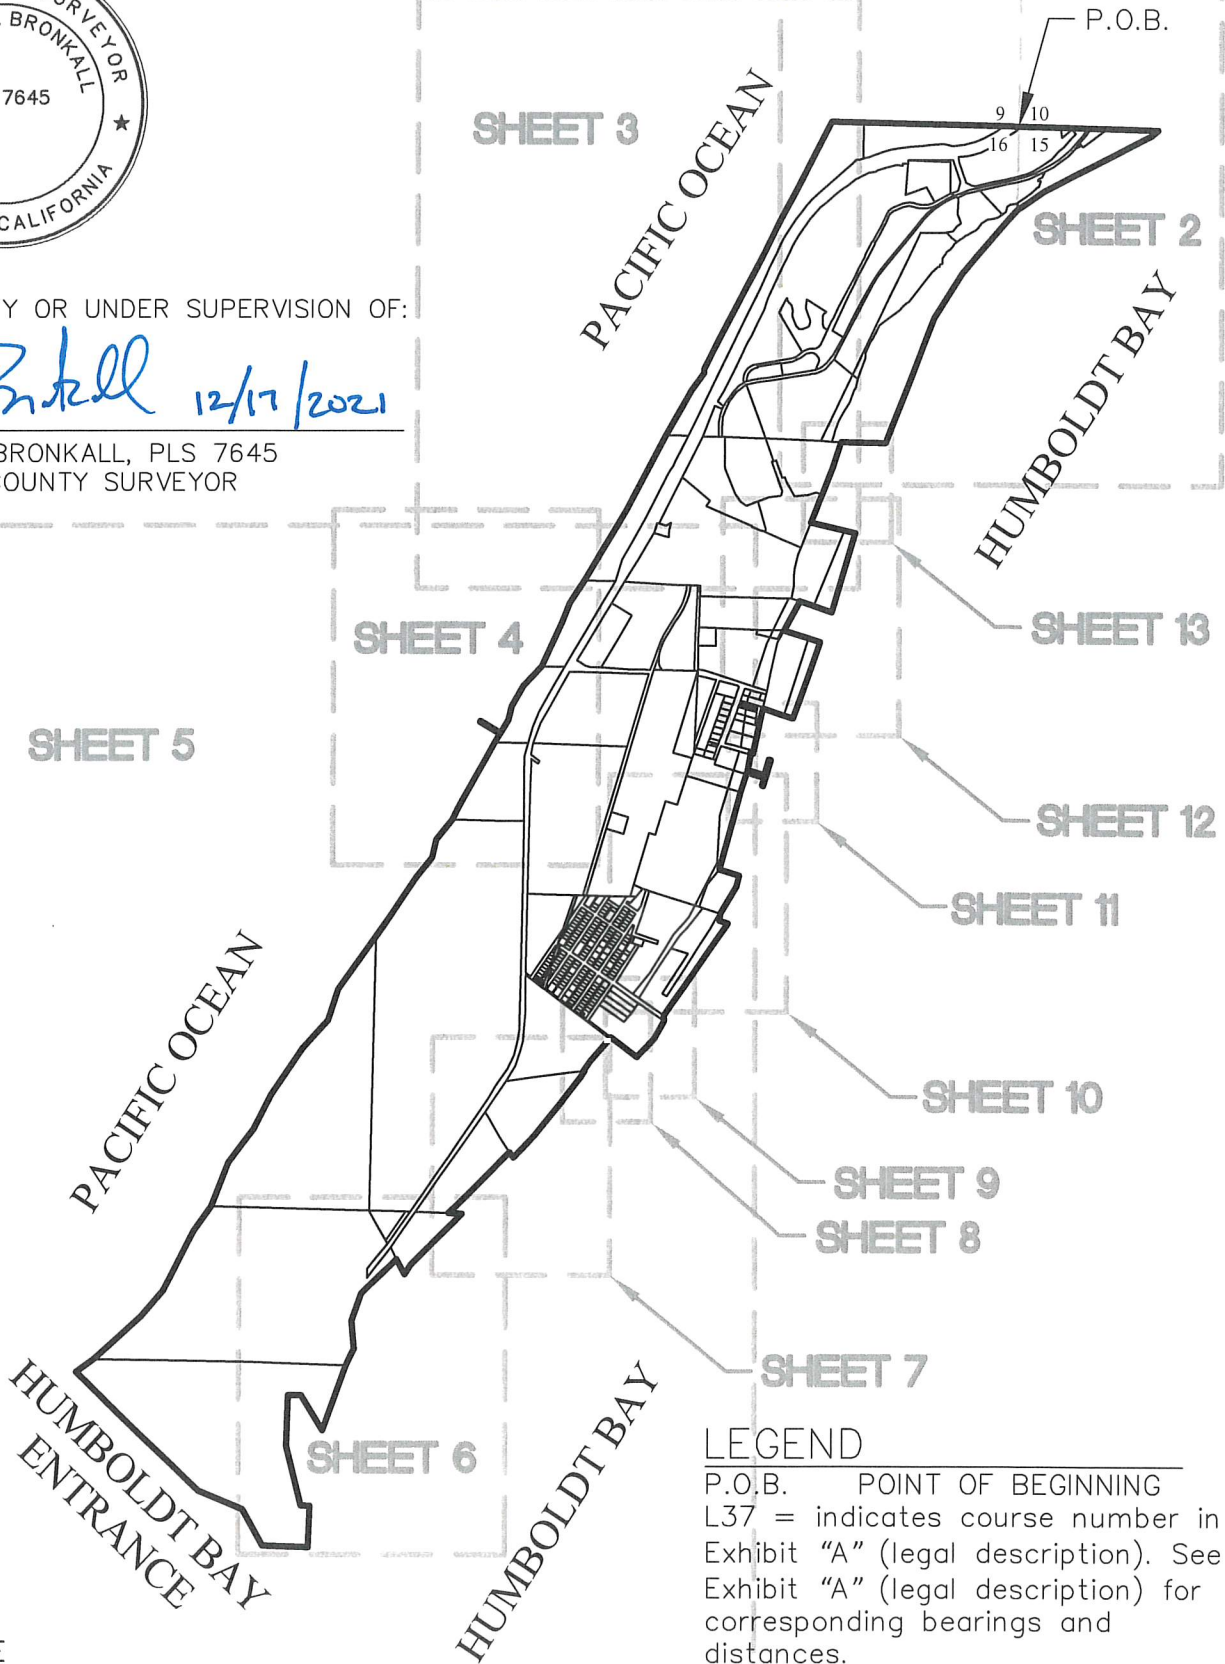 SURVEYOR
BRONKALL
7645
★
CALIFORNIA
Y OR UNDER SUPERVISION OF:
12/17/2021
BRONKALL, PLS 7645
COUNTY SURVEYOR
P.O.B.
9 10
16 15
SHEET 3
PACIFIC OCEAN
SHEET 2
HUMBOLDT BAY
SHEET 13
SHEET 4
SHEET 5
SHEET 12
SHEET 11
PACIFIC OCEAN
SHEET 10
SHEET 9
SHEET 8
SHEET 7
HUMBOLDT BAY
ENTRANCE
SHEET 6
HUMBOLDT BAY
LEGEND
P.O.B. POINT OF BEGINNING
L37 = indicates course number in
Exhibit "A" (legal description). See
Exhibit "A" (legal description) for
corresponding bearings and
distances.